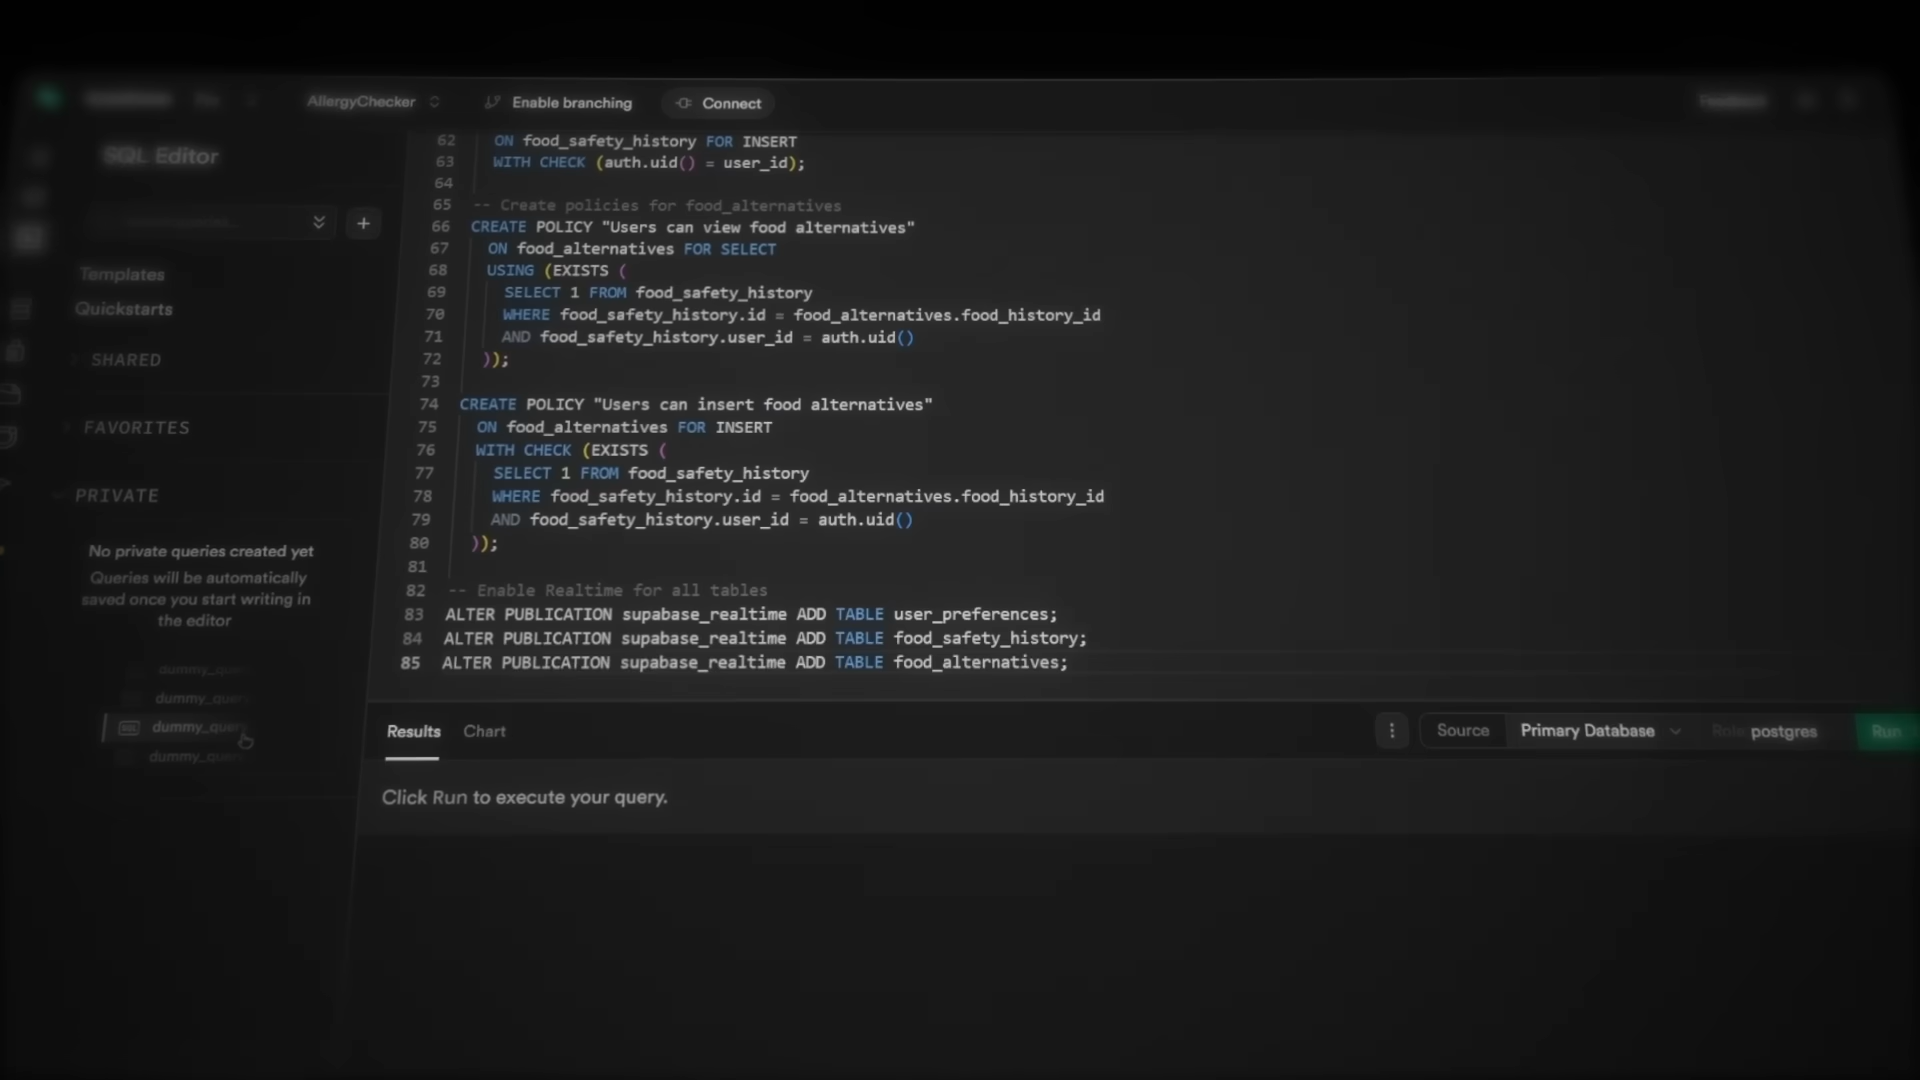 AllergyChecker
Enable branching
Connect
Feedback
SQL Editor
Templates
Quickstarts
SHARED
FAVORITES
PRIVATE
No private queries created yet
Queries will be automatically
saved once you start writing in
the editor
dummy_query
dummy_query
dummy_query
dummy_query
62 ON food_safety_history FOR INSERT
63 WITH CHECK (auth.uid() = user_id);
64
65 -- Create policies for food_alternatives
66 CREATE POLICY "Users can view food alternatives"
67 ON food_alternatives FOR SELECT
68 USING (EXISTS (
69 SELECT 1 FROM food_safety_history
70 WHERE food_safety_history.id = food_alternatives.food_history_id
71 AND food_safety_history.user_id = auth.uid()
72 ));
73
74 CREATE POLICY "Users can insert food alternatives"
75 ON food_alternatives FOR INSERT
76 WITH CHECK (EXISTS (
77 SELECT 1 FROM food_safety_history
78 WHERE food_safety_history.id = food_alternatives.food_history_id
79 AND food_safety_history.user_id = auth.uid()
80 ));
81
82 -- Enable Realtime for all tables
83 ALTER PUBLICATION supabase_realtime ADD TABLE user_preferences;
84 ALTER PUBLICATION supabase_realtime ADD TABLE food_safety_history;
85 ALTER PUBLICATION supabase_realtime ADD TABLE food_alternatives;
Results Chart
Source Primary Database Role postgres Run
Click Run to execute your query.